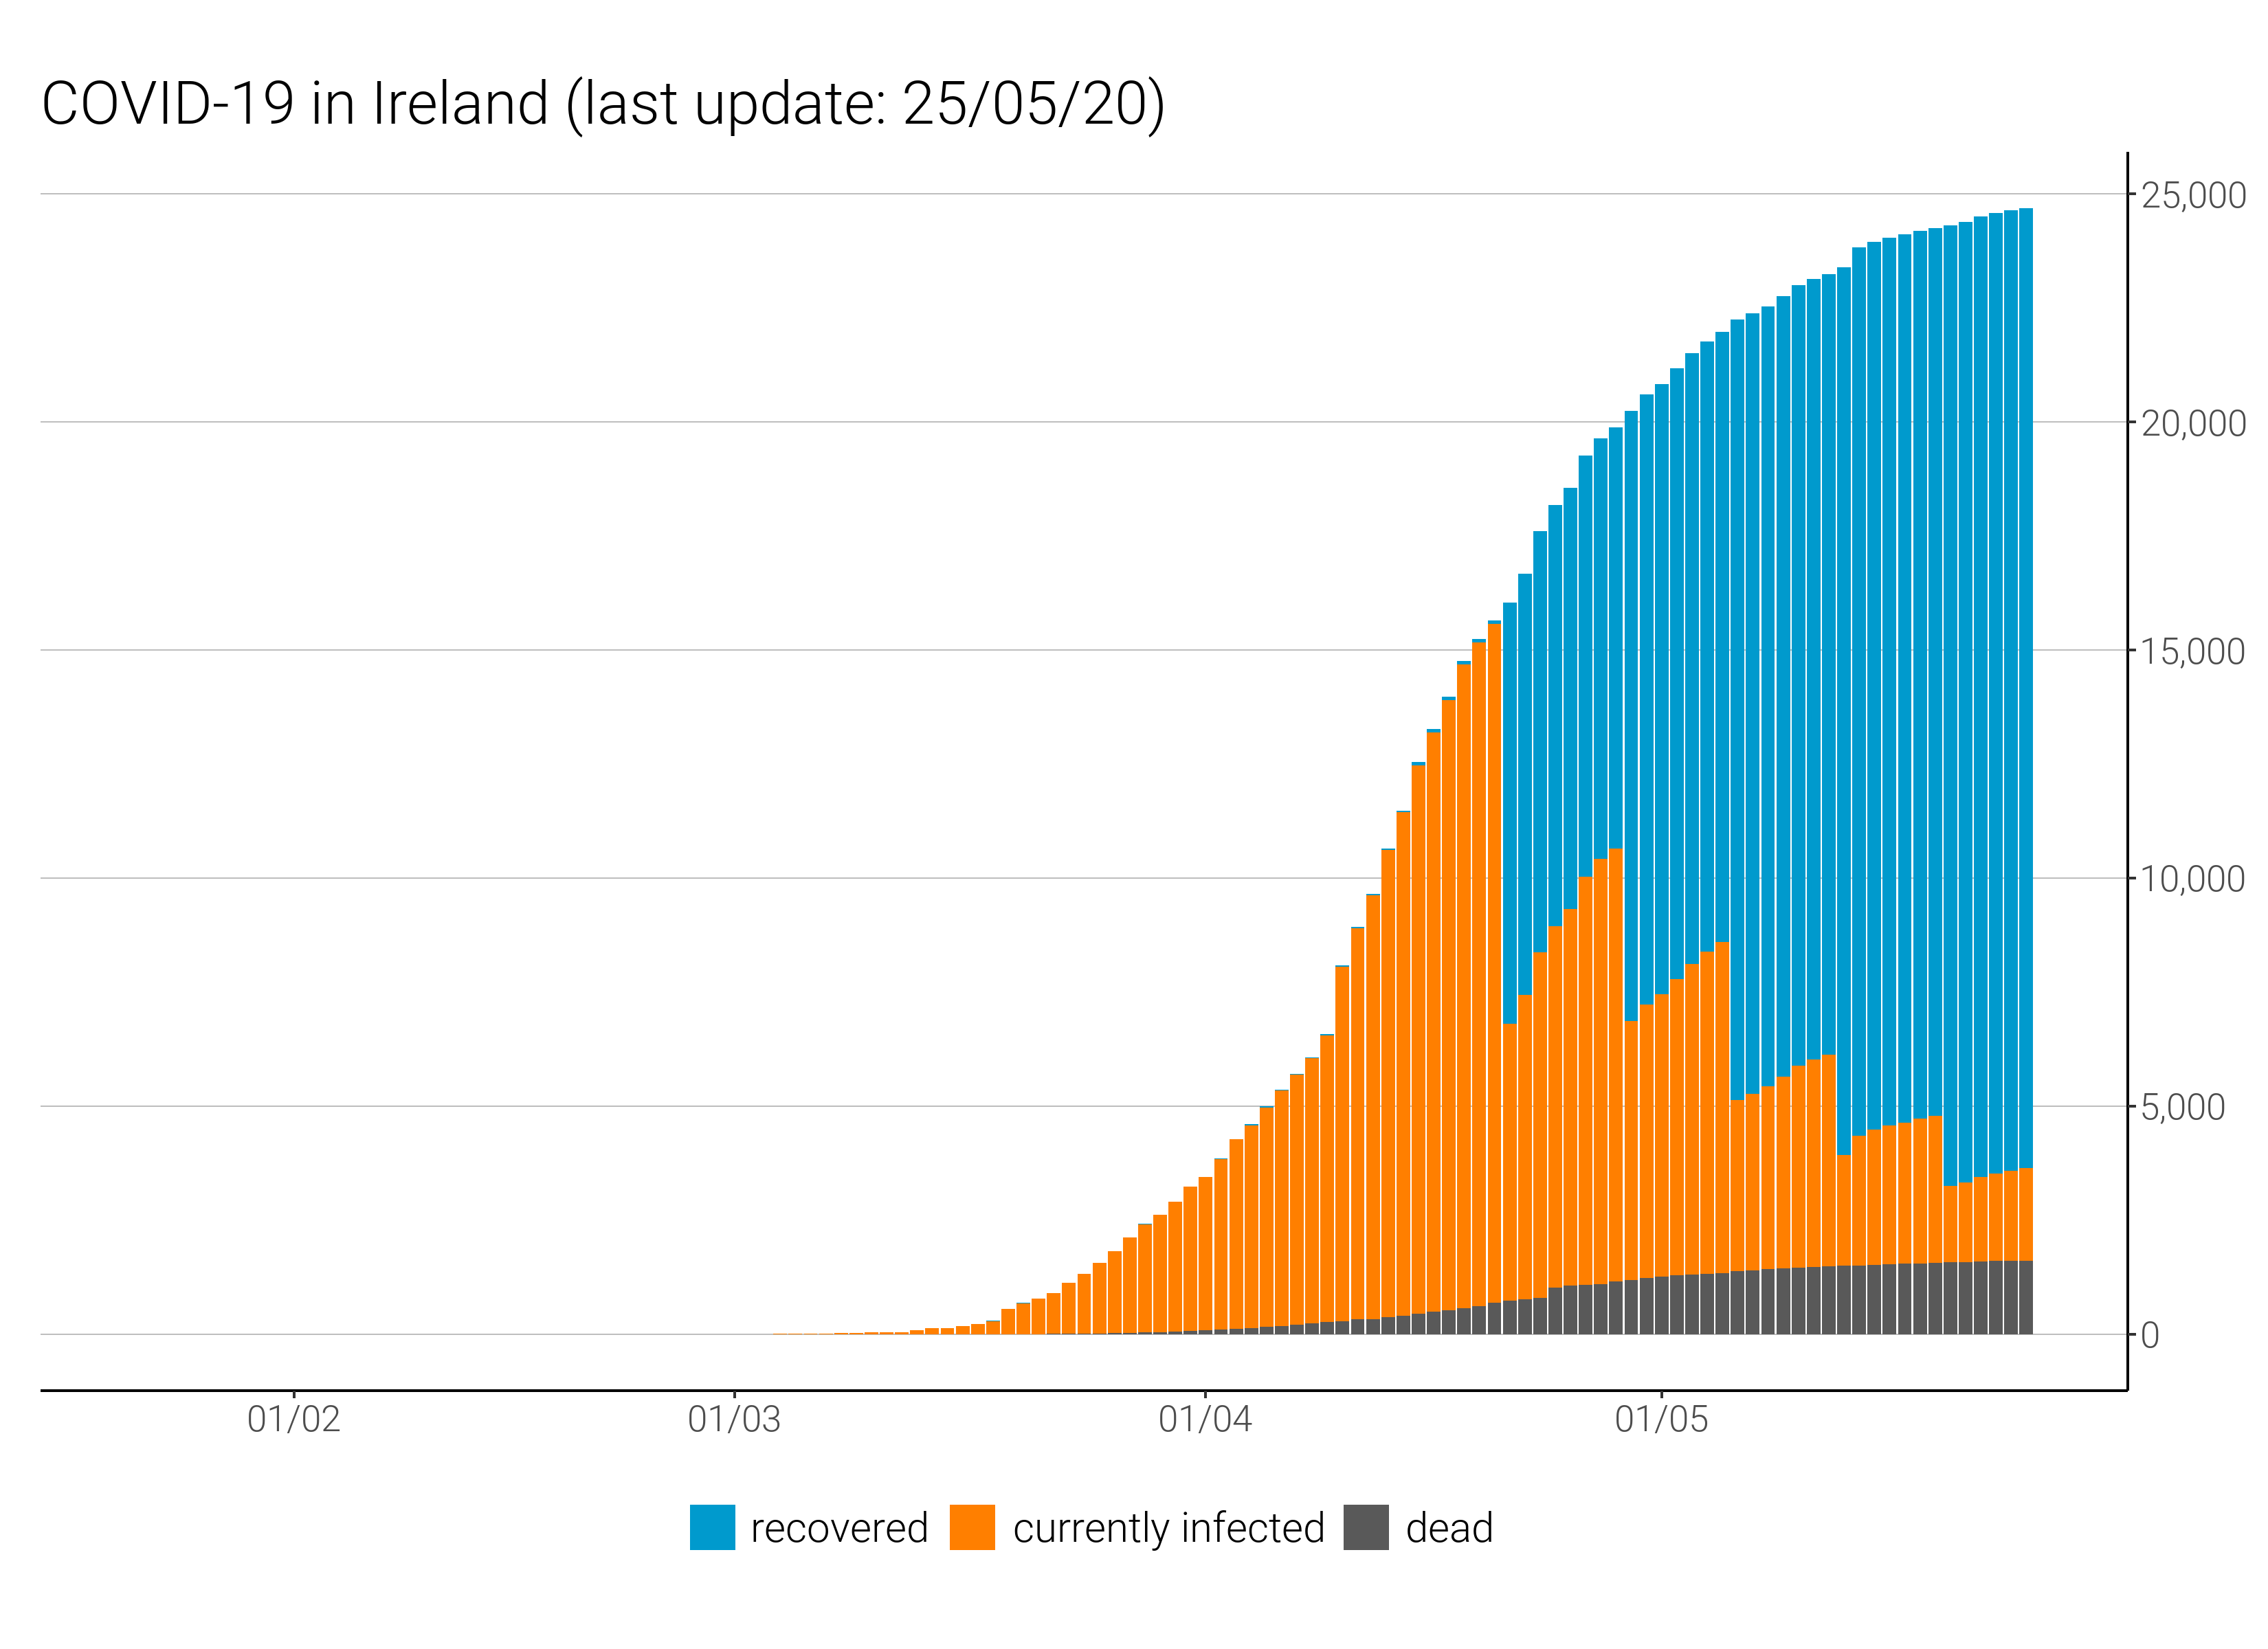 COVID-19 in Ireland (last update: 25/05/20)
25,000
20,000
15,000
10,000
5,000
0
01/02 01/03 01/04 01/05
recovered currently infected dead